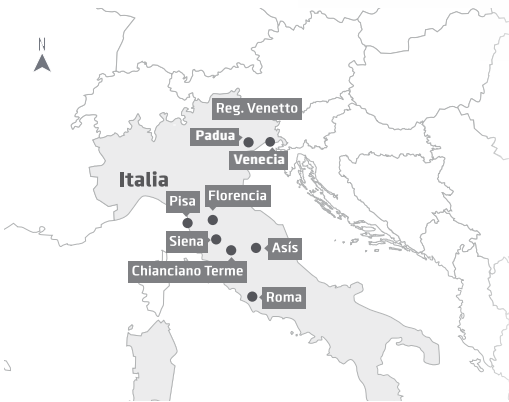 N
Reg. Venetto
Padua
Venecia
Italia
Florencia
Pisa
Siena
Asís
Chianciano Terme
Roma